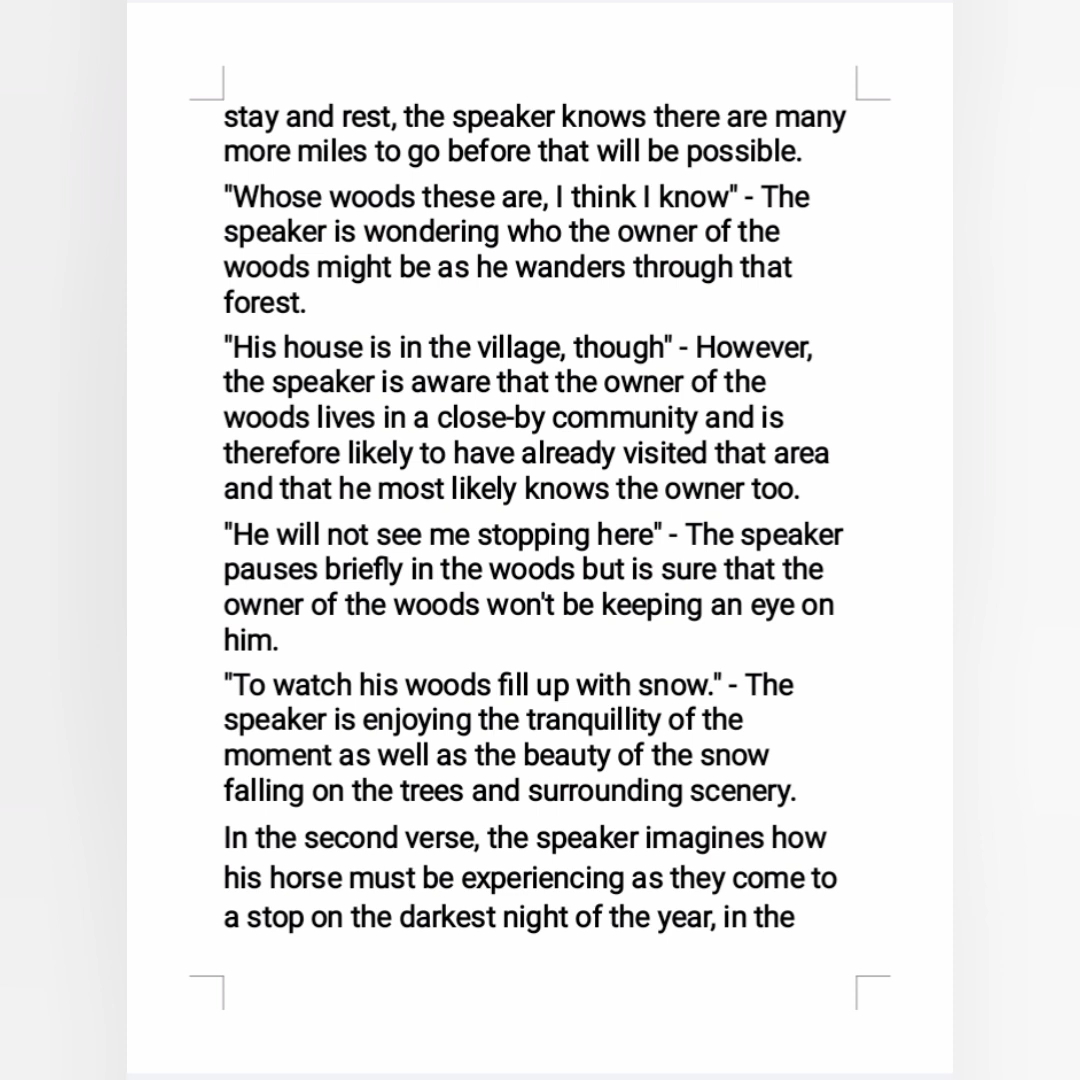 stay and rest, the speaker knows there are many
more miles to go before that will be possible.
"Whose woods these are, I think I know" - The
speaker is wondering who the owner of the
woods might be as he wanders through that
forest.
"His house is in the village, though" - However,
the speaker is aware that the owner of the
woods lives in a close-by community and is
therefore likely to have already visited that area
and that he most likely knows the owner too.
"He will not see me stopping here" - The speaker
pauses briefly in the woods but is sure that the
owner of the woods won't be keeping an eye on
him.
"To watch his woods fill up with snow." - The
speaker is enjoying the tranquillity of the
moment as well as the beauty of the snow
falling on the trees and surrounding scenery.
In the second verse, the speaker imagines how
his horse must be experiencing as they come to
a stop on the darkest night of the year, in the